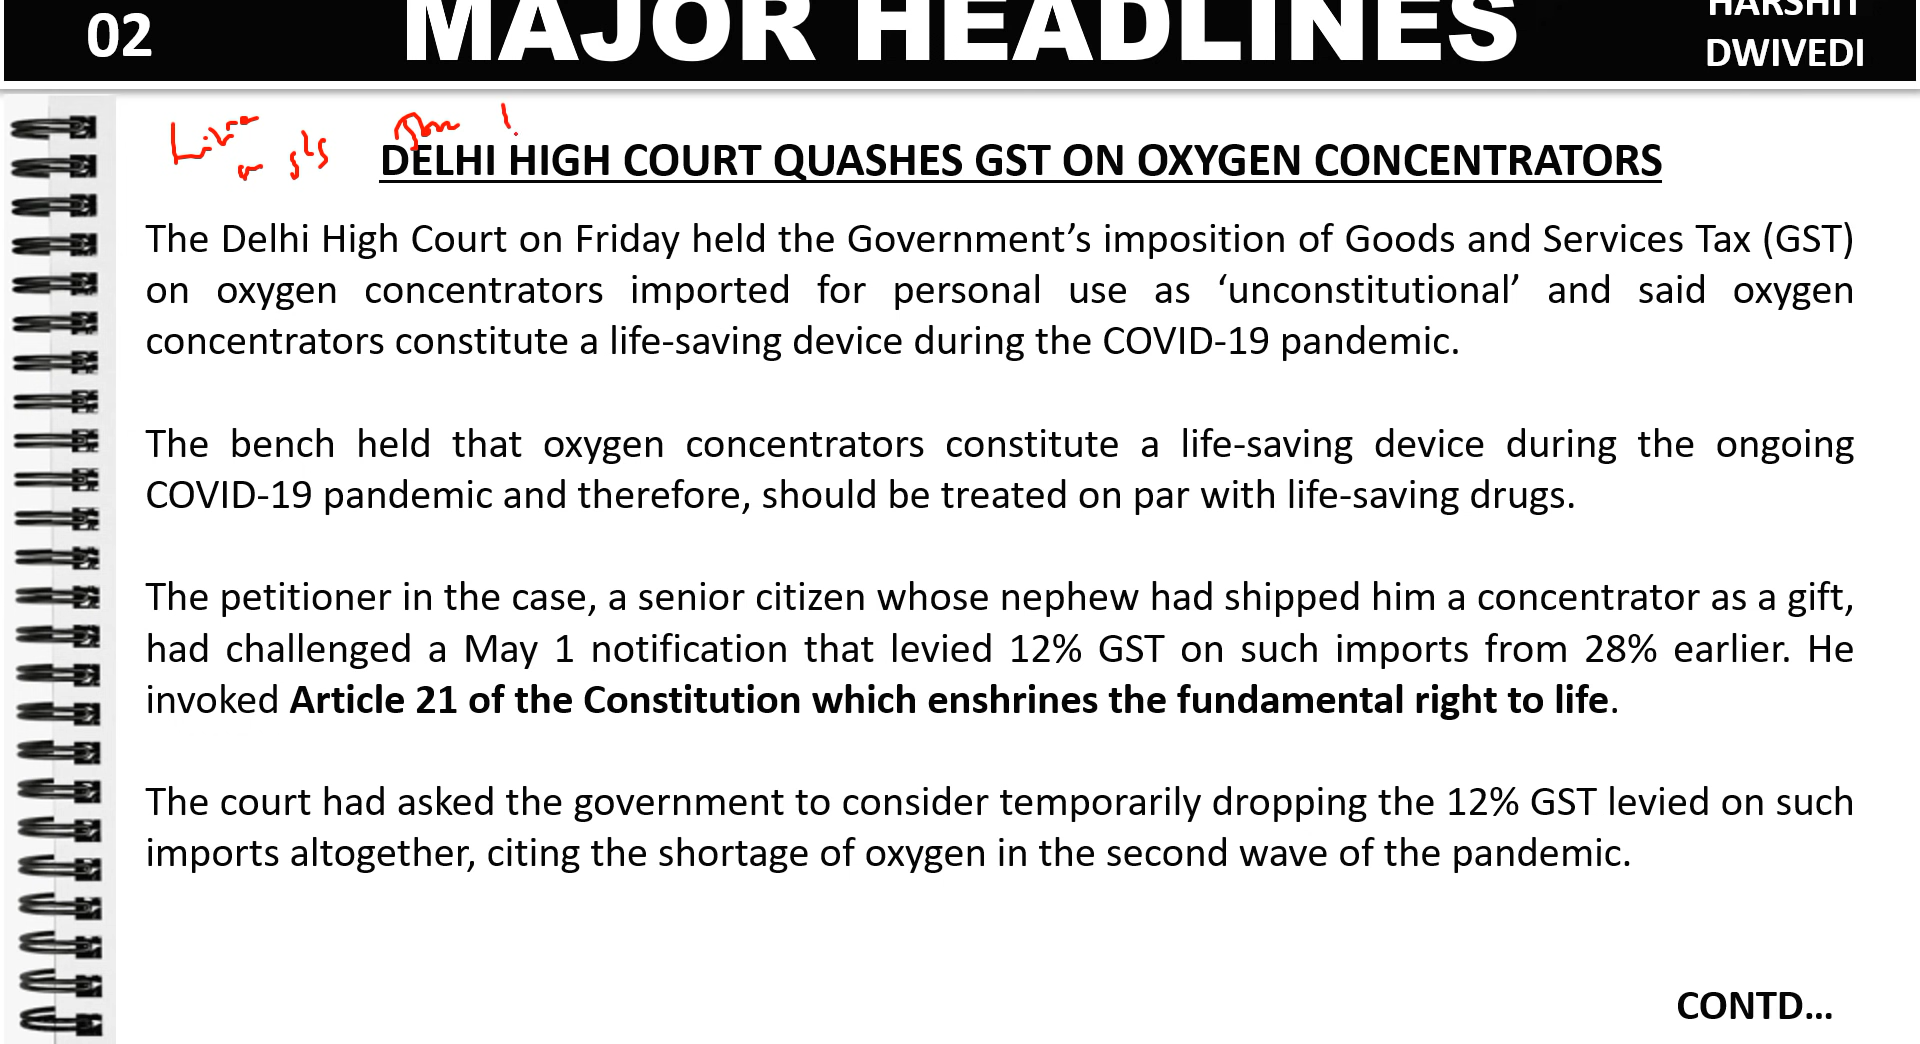 02
MAJOR HEADLINES
HARSHIT
DWIVEDI
DELHI HIGH COURT QUASHES GST ON OXYGEN CONCENTRATORS
The Delhi High Court on Friday held the Government’s imposition of Goods and Services Tax (GST)
on oxygen concentrators imported for personal use as ‘unconstitutional’ and said oxygen
concentrators constitute a life-saving device during the COVID-19 pandemic.
The bench held that oxygen concentrators constitute a life-saving device during the ongoing
COVID-19 pandemic and therefore, should be treated on par with life-saving drugs.
The petitioner in the case, a senior citizen whose nephew had shipped him a concentrator as a gift,
had challenged a May 1 notification that levied 12% GST on such imports from 28% earlier. He
invoked Article 21 of the Constitution which enshrines the fundamental right to life.
The court had asked the government to consider temporarily dropping the 12% GST levied on such
imports altogether, citing the shortage of oxygen in the second wave of the pandemic.
CONTD...